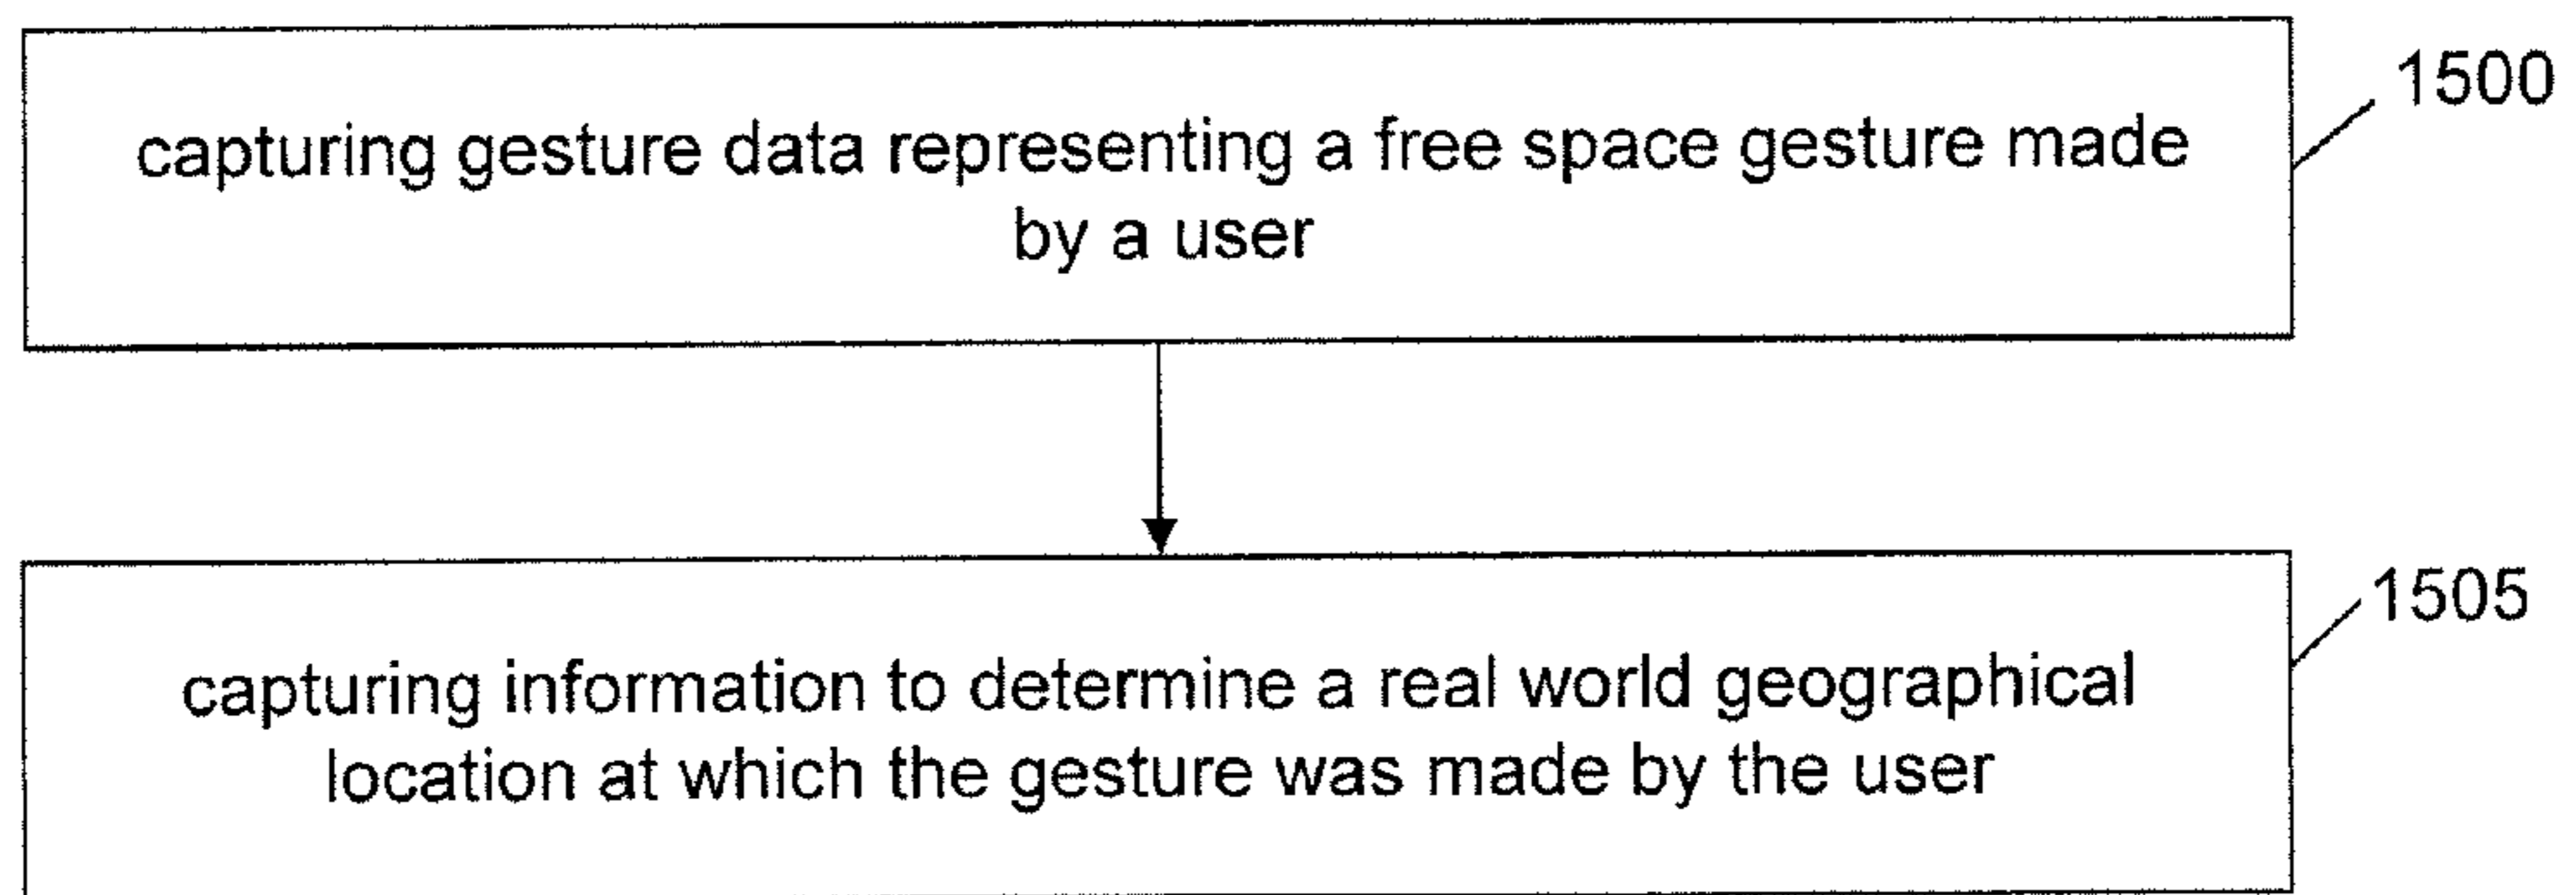 capturing gesture data representing a free space gesture made
by a user
1500
capturing information to determine a real world geographical
location at which the gesture was made by the user
1505